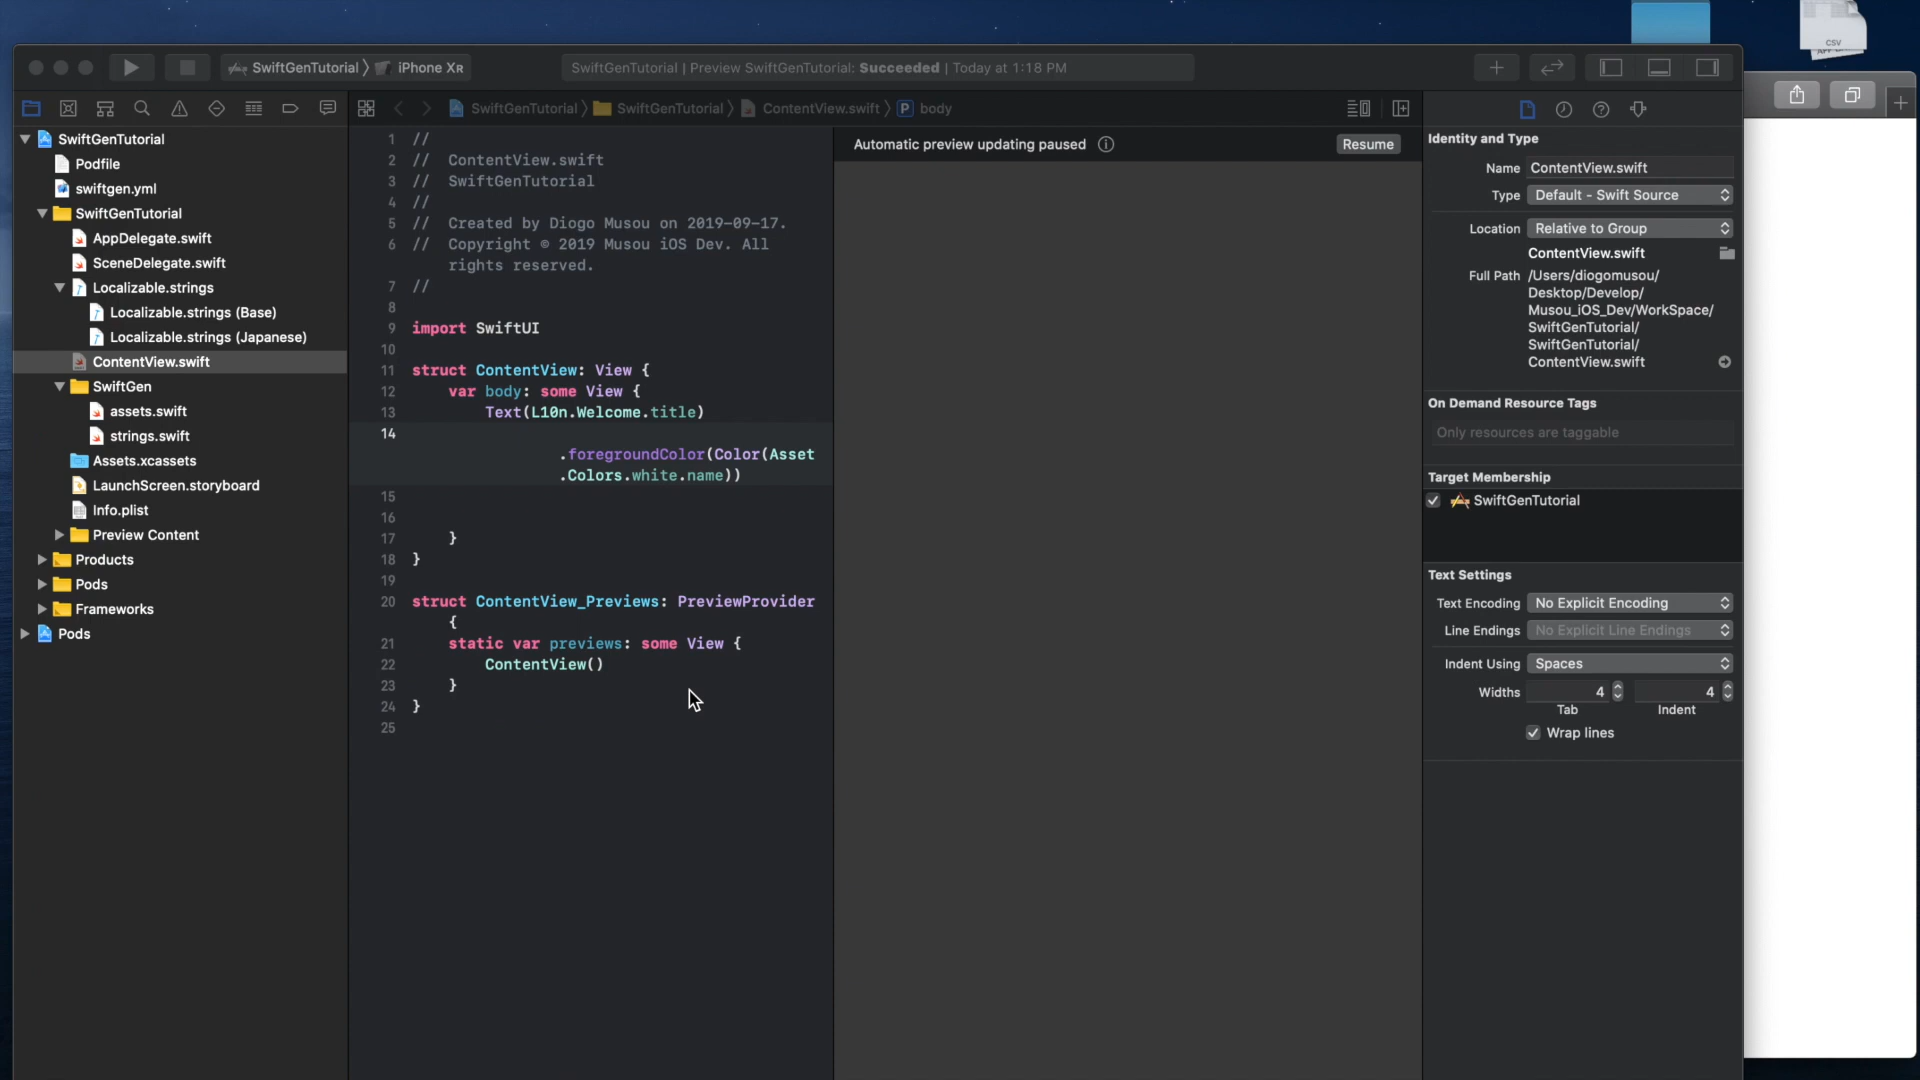 CSV
SwiftGenTutorial
iPhone XR
SwiftGenTutorial | Preview SwiftGenTutorial: Succeeded | Today at 1:18 PM
SwiftGenTutorial
Podfile
swiftgen.yml
SwiftGenTutorial
AppDelegate.swift
SceneDelegate.swift
Localizable.strings
Localizable.strings (Base)
Localizable.strings (Japanese)
ContentView.swift
SwiftGen
assets.swift
strings.swift
Assets.xcassets
LaunchScreen.storyboard
Info.plist
Preview Content
Products
Pods
Frameworks
Pods
SwiftGenTutorial
SwiftGenTutorial
ContentView.swift
P body
1 //
2 // ContentView.swift
3 // SwiftGenTutorial
4 //
5 // Created by Diogo Musou on 2019-09-17.
6 // Copyright © 2019 Musou iOS Dev. All
rights reserved.
7 //
8
9 import SwiftUI
10
11 struct ContentView: View {
12 var body: some View {
13 Text(L10n.Welcome.title)
14
.foregroundColor(Color(Asset
.Colors.white.name))
15
16
17 }
18 }
19
20 struct ContentView_Previews: PreviewProvider
{
21 static var previews: some View {
22 ContentView()
23 }
24 }
25
Automatic preview updating paused
Resume
Identity and Type
Name ContentView.swift
Type Default - Swift Source
Location Relative to Group
ContentView.swift
Full Path /Users/diogomusou/
Desktop/Develop/
Musou_iOS_Dev/WorkSpace/
SwiftGenTutorial/
SwiftGenTutorial/
ContentView.swift
On Demand Resource Tags
Only resources are taggable
Target Membership
SwiftGenTutorial
Text Settings
Text Encoding No Explicit Encoding
Line Endings No Explicit Line Endings
Indent Using Spaces
Widths 4 4
Tab Indent
Wrap lines